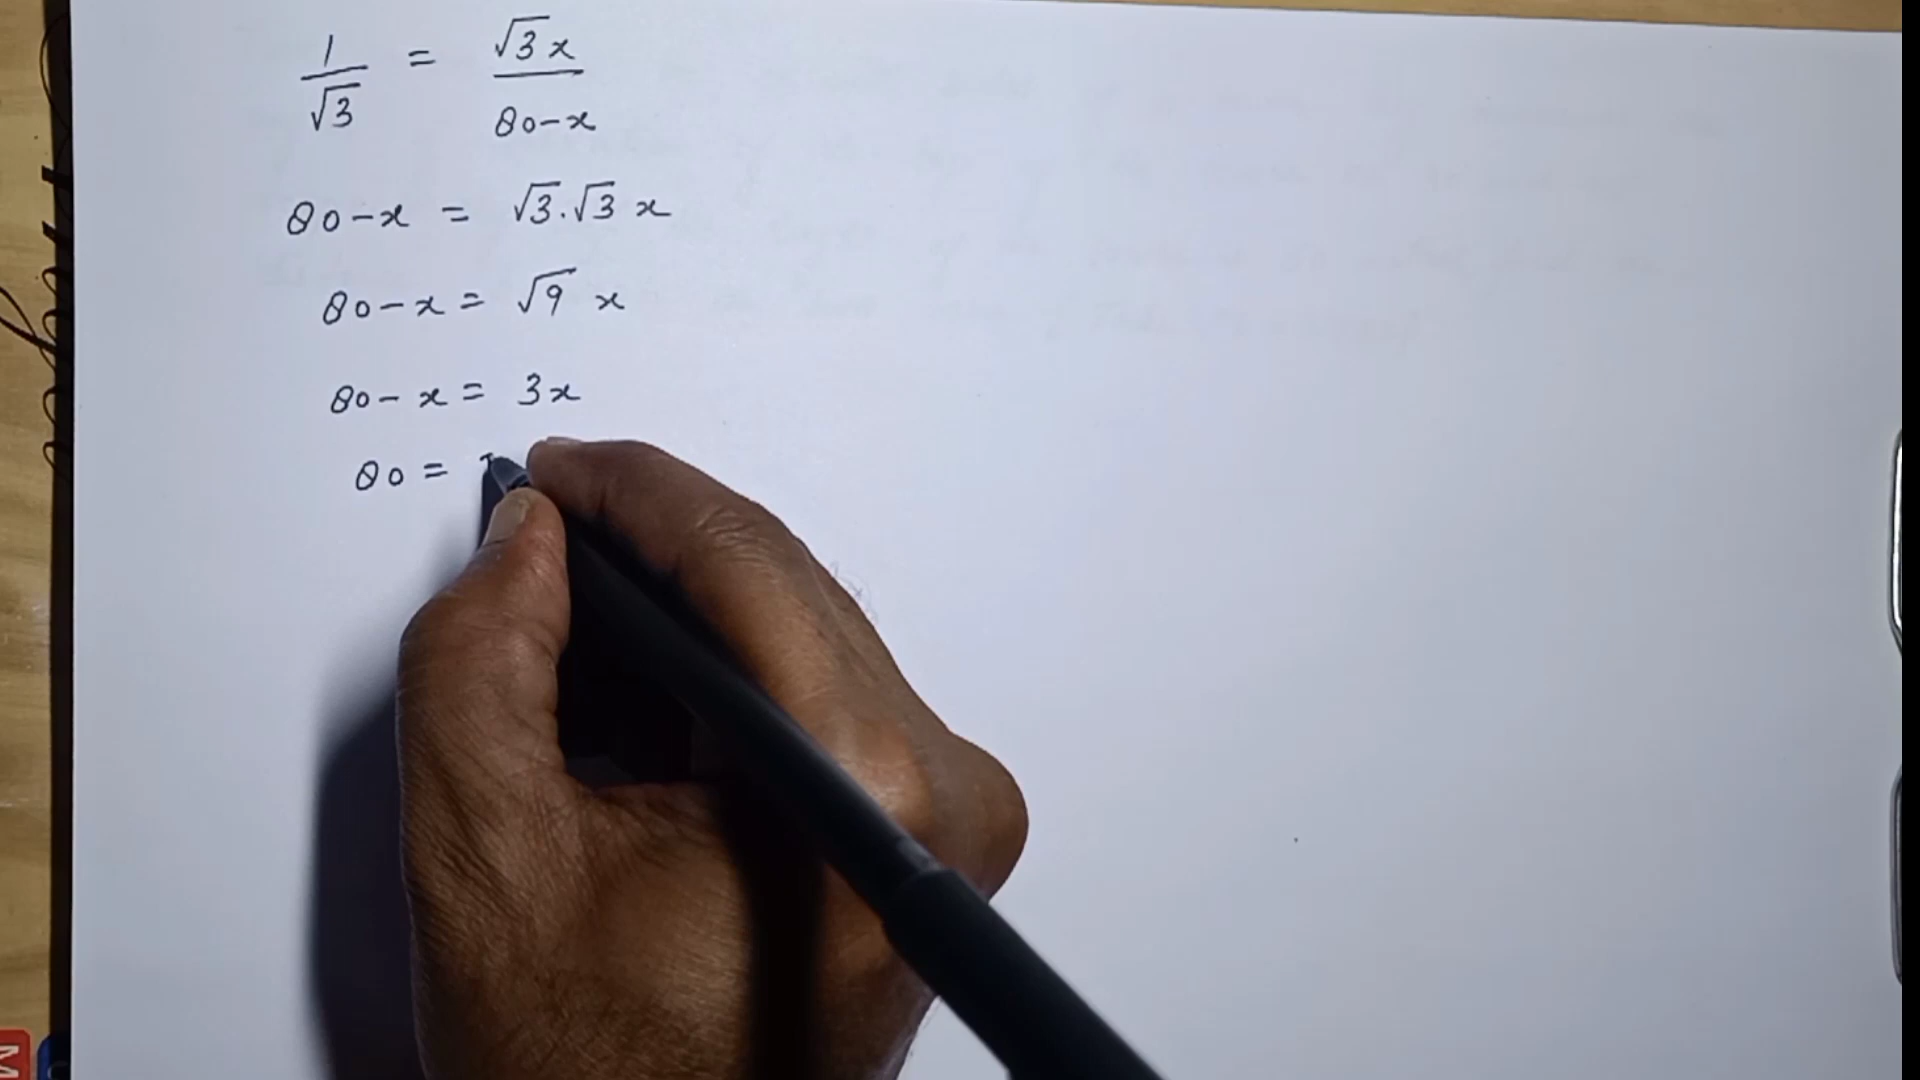 1/√3 = √3x/80-x
80-x = √3.√3 x
80-x = √9 x
80-x = 3x
80 =
M